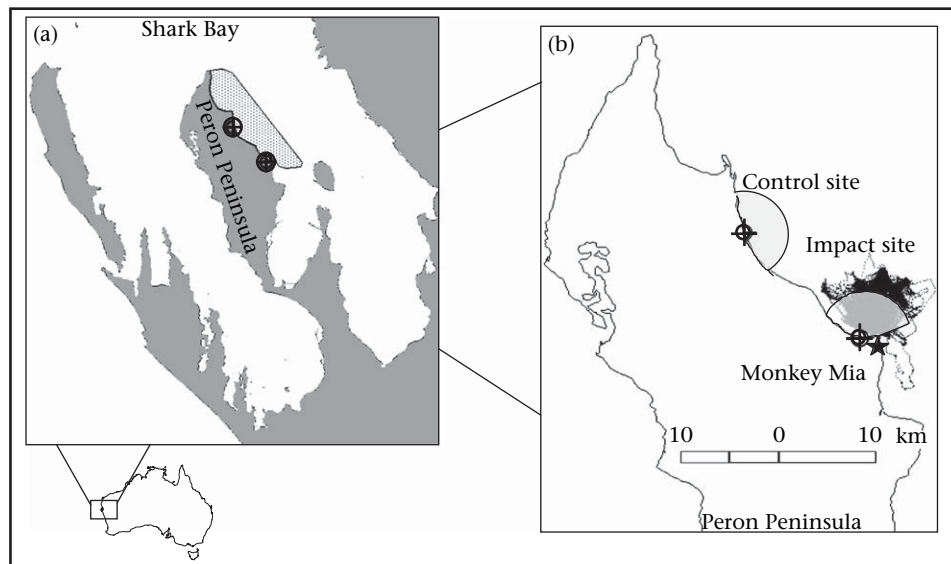 (a)
Shark Bay
Peron Peninsula
(b)
Control site
Impact site
Monkey Mia
10 0 10 km
Peron Peninsula